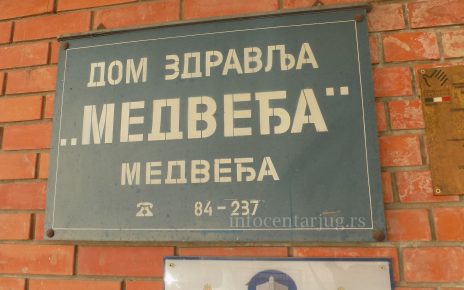 ДОМ ЗДРАВЉА
„МЕДВЕЂА"
МЕДВЕЂА
☎ 84-237
infocentarjug.rs